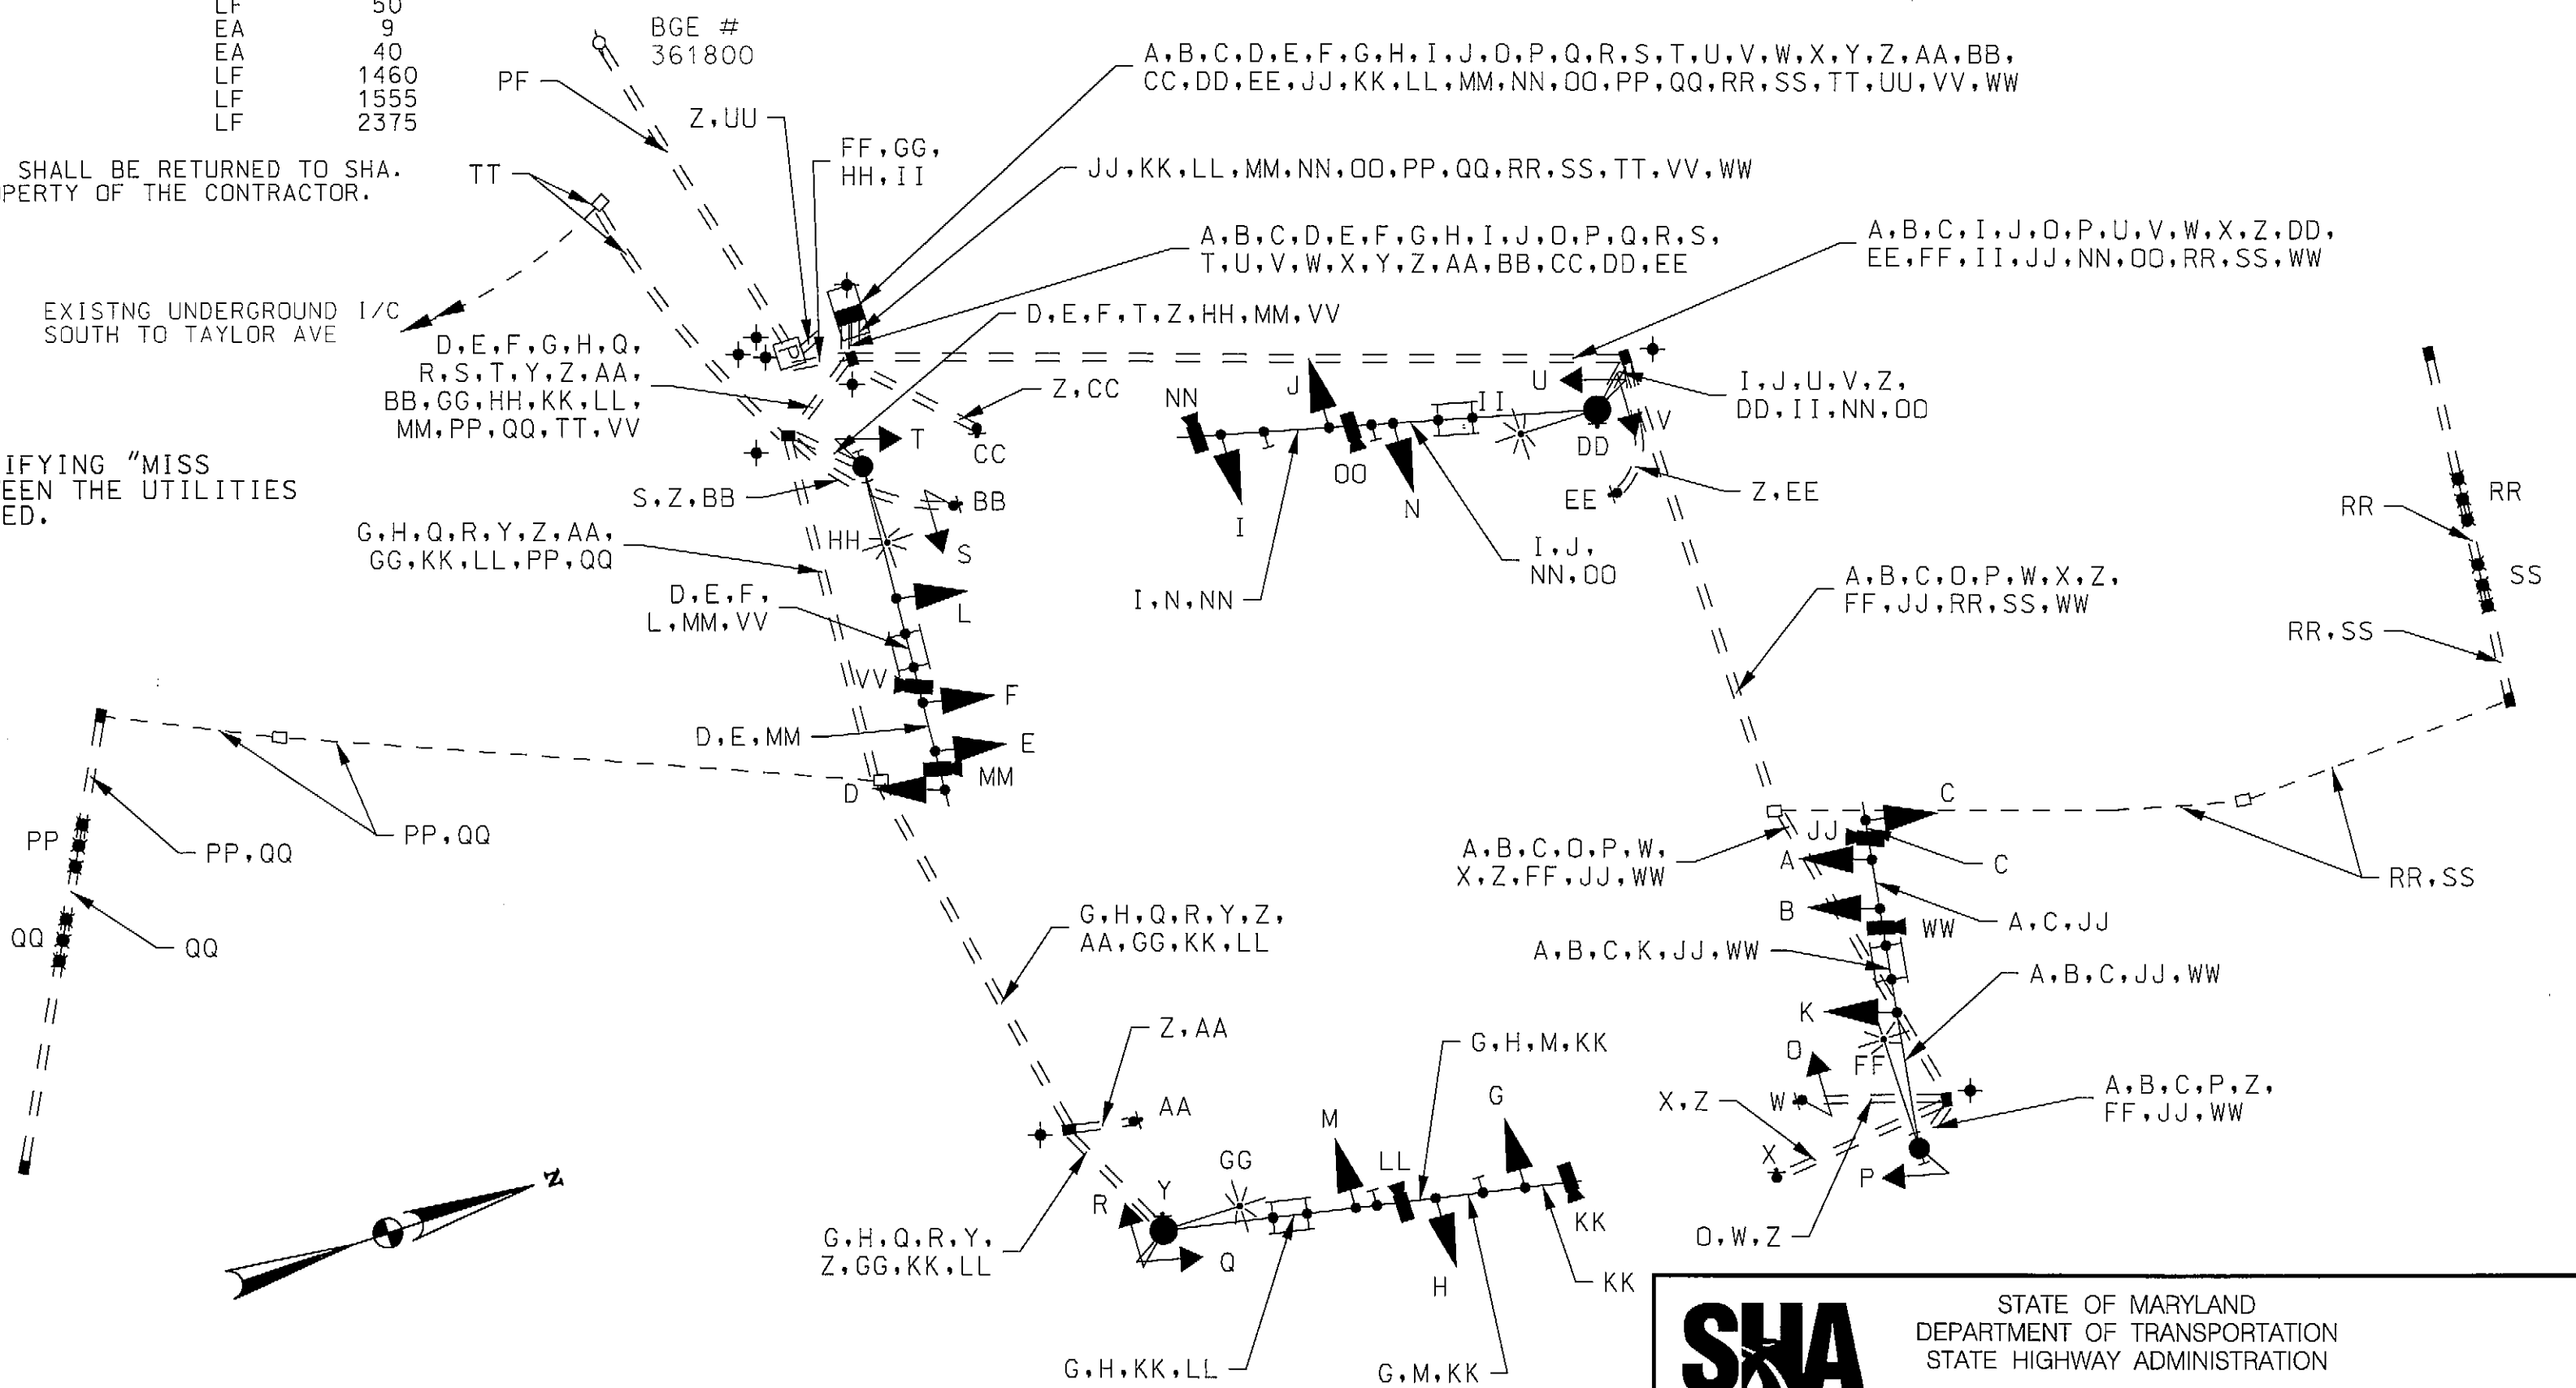 LF 50
EA 9
EA 40
LF 1460
LF 1555
LF 2375
SHALL BE RETURNED TO SHA.
OPERTY OF THE CONTRACTOR.
IFYING "MISS
EEN THE UTILITIES
ED.
BGE #
361800
PF
Z,UU
FF,GG,
HH,II
TT
EXISTNG UNDERGROUND I/C
SOUTH TO TAYLOR AVE
P
A,B,C,D,E,F,G,H,I,J,O,P,Q,R,S,T,U,V,W,X,Y,Z,AA,BB,
CC,DD,EE,JJ,KK,LL,MM,NN,OO,PP,QQ,RR,SS,TT,UU,VV,WW
JJ,KK,LL,MM,NN,OO,PP,QQ,RR,SS,TT,VV,WW
A,B,C,D,E,F,G,H,I,J,O,P,Q,R,S,
T,U,V,W,X,Y,Z,AA,BB,CC,DD,EE
A,B,C,I,J,O,P,U,V,W,X,Z,DD,
EE,FF,II,JJ,NN,OO,RR,SS,WW
D,E,F,T,Z,HH,MM,VV
D,E,F,G,H,Q,
R,S,T,Y,Z,AA,
BB,GG,HH,KK,LL,
MM,PP,QQ,TT,VV
Z,CC
CC
T
S,Z,BB
BB
S
HH
G,H,Q,R,Y,Z,AA,
GG,KK,LL,PP,QQ
D,E,F,
L,MM,VV
L
VV
F
D,E,MM
E
MM
D
NN
J
I
OO
N
II
U
DD
V
I,J,U,V,Z,
DD,II,NN,OO
EE
Z,EE
I,N,NN
I,J,
NN,OO
A,B,C,O,P,W,X,Z,
FF,JJ,RR,SS,WW
RR
RR
SS
RR,SS
PP
PP,QQ
PP,QQ
QQ
QQ
C
JJ
A
C
A,B,C,O,P,W,
X,Z,FF,JJ,WW
RR,SS
B
WW
A,C,JJ
A,B,C,K,JJ,WW
A,B,C,JJ,WW
K
O
FF
W
X,Z
X
P
A,B,C,P,Z,
FF,JJ,WW
O,W,Z
G,H,Q,R,Y,Z,
AA,GG,KK,LL
Z,AA
AA
G,H,M,KK
G
M
LL
GG
Y
R
Q
H
KK
KK
G,H,Q,R,Y,
Z,GG,KK,LL
G,H,KK,LL
G,M,KK
N
SHA
STATE OF MARYLAND
DEPARTMENT OF TRANSPORTATION
STATE HIGHWAY ADMINISTRATION